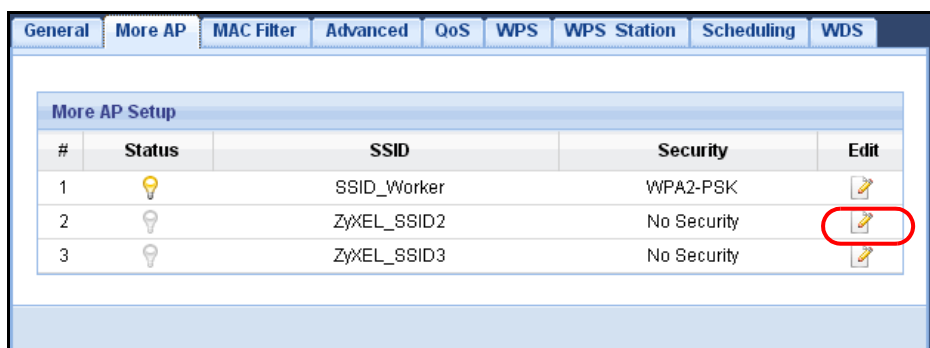 General More AP MAC Filter Advanced QoS WPS WPS Station Scheduling WDS
More AP Setup
# Status SSID Security Edit
1 SSID_Worker WPA2-PSK
2 ZyXEL_SSID2 No Security
3 ZyXEL_SSID3 No Security